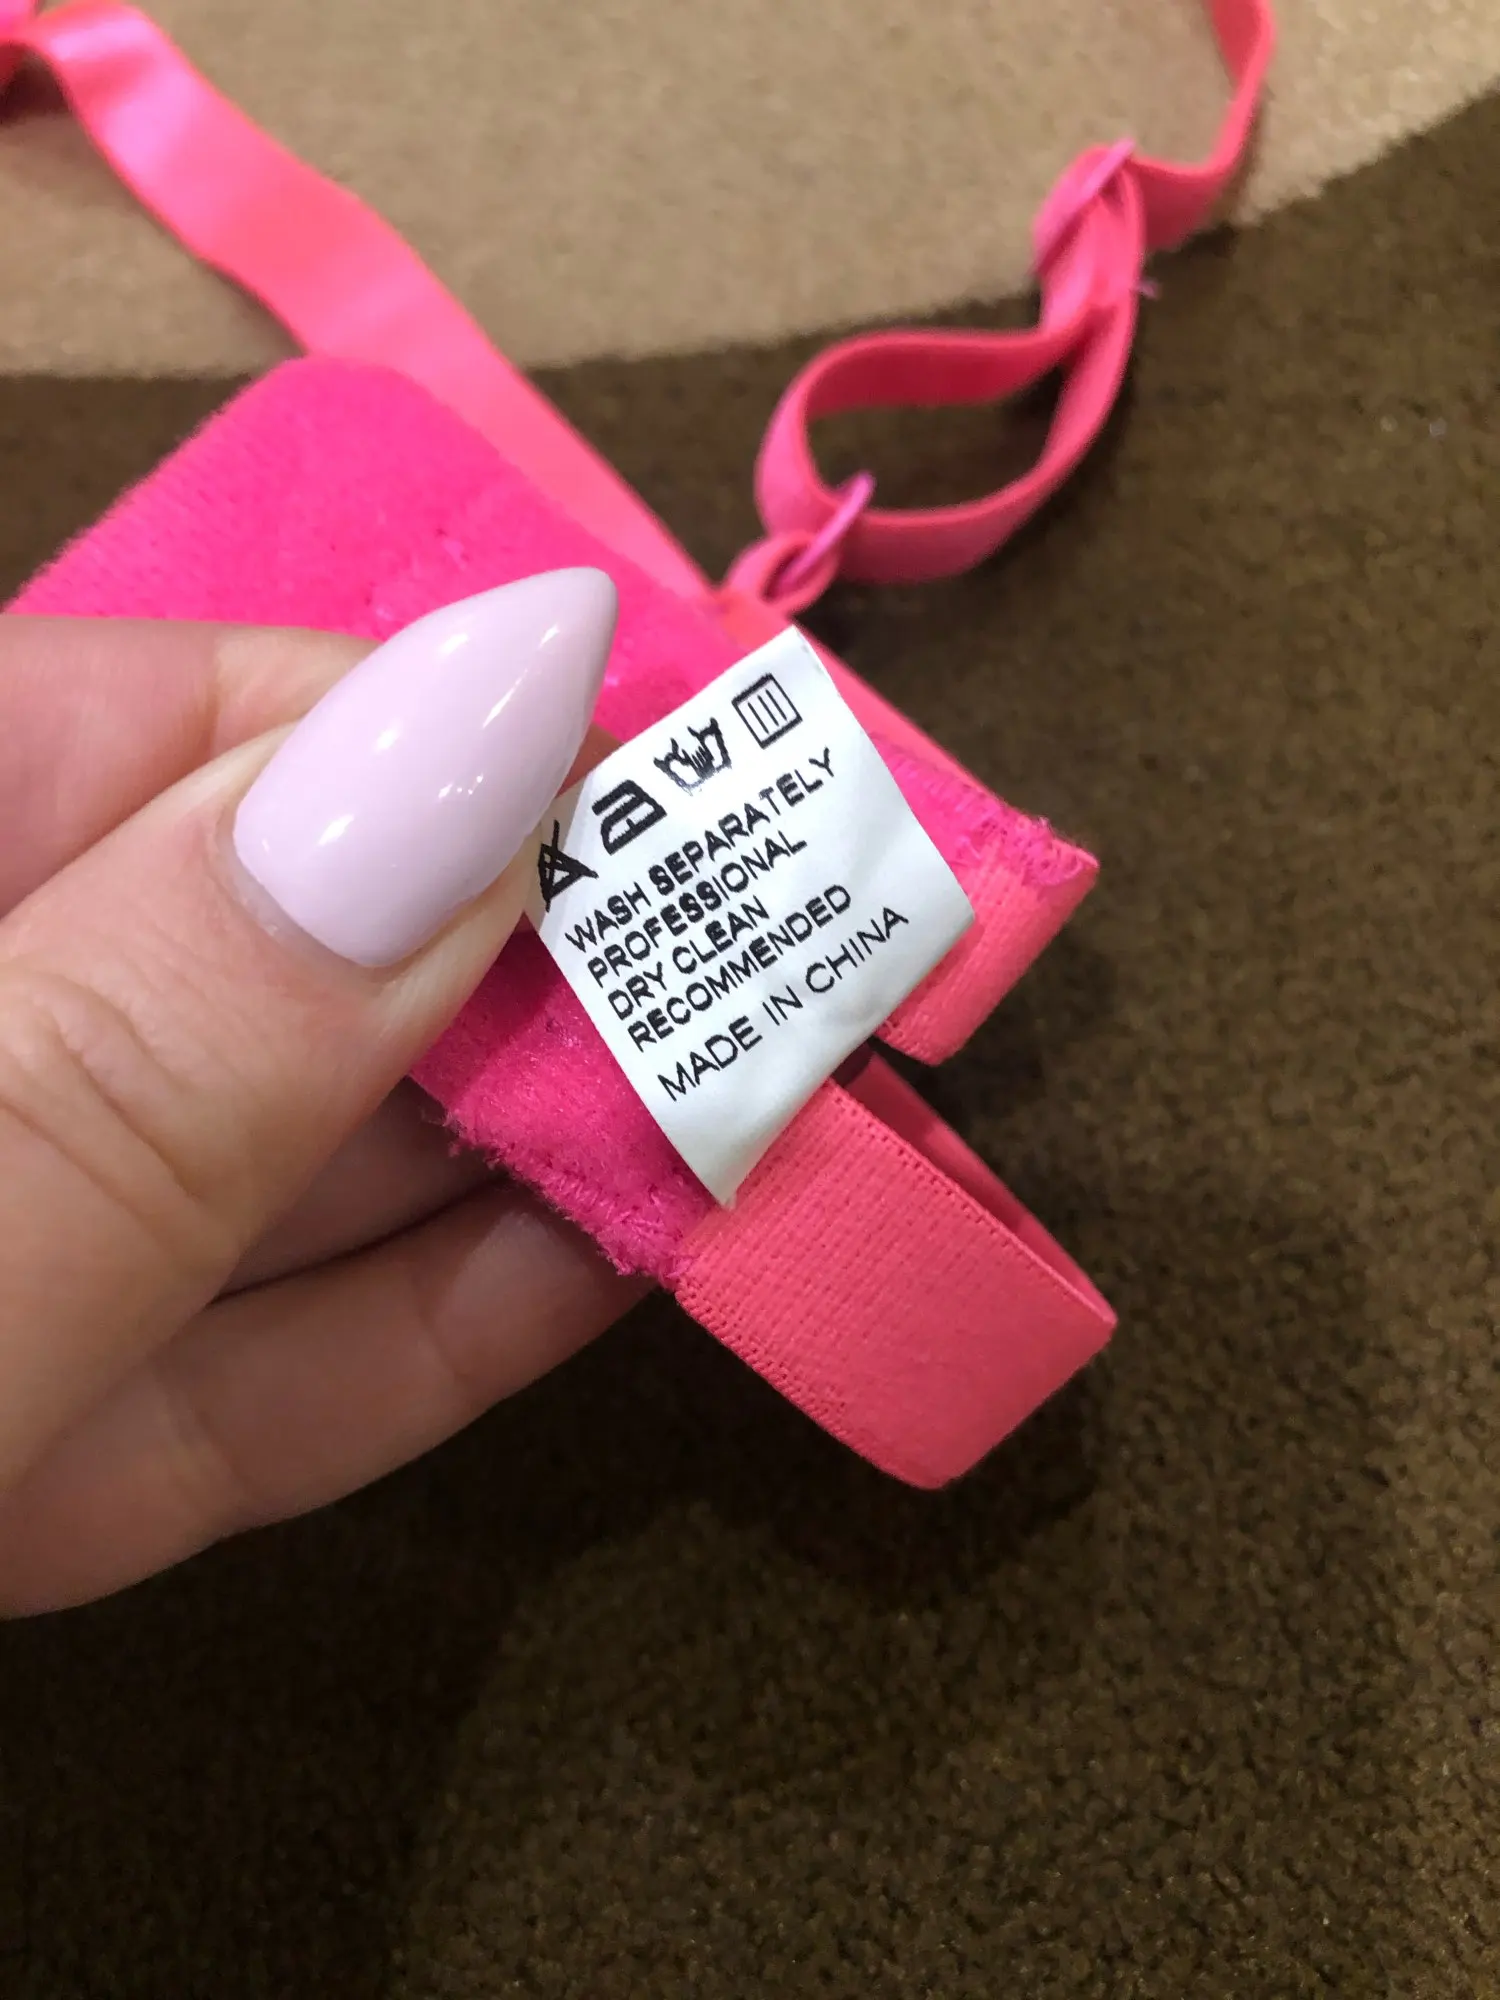 WASH SEPARATELY
PROFESSIONAL
DRY CLEAN
RECOMMENDED
MADE IN CHINA